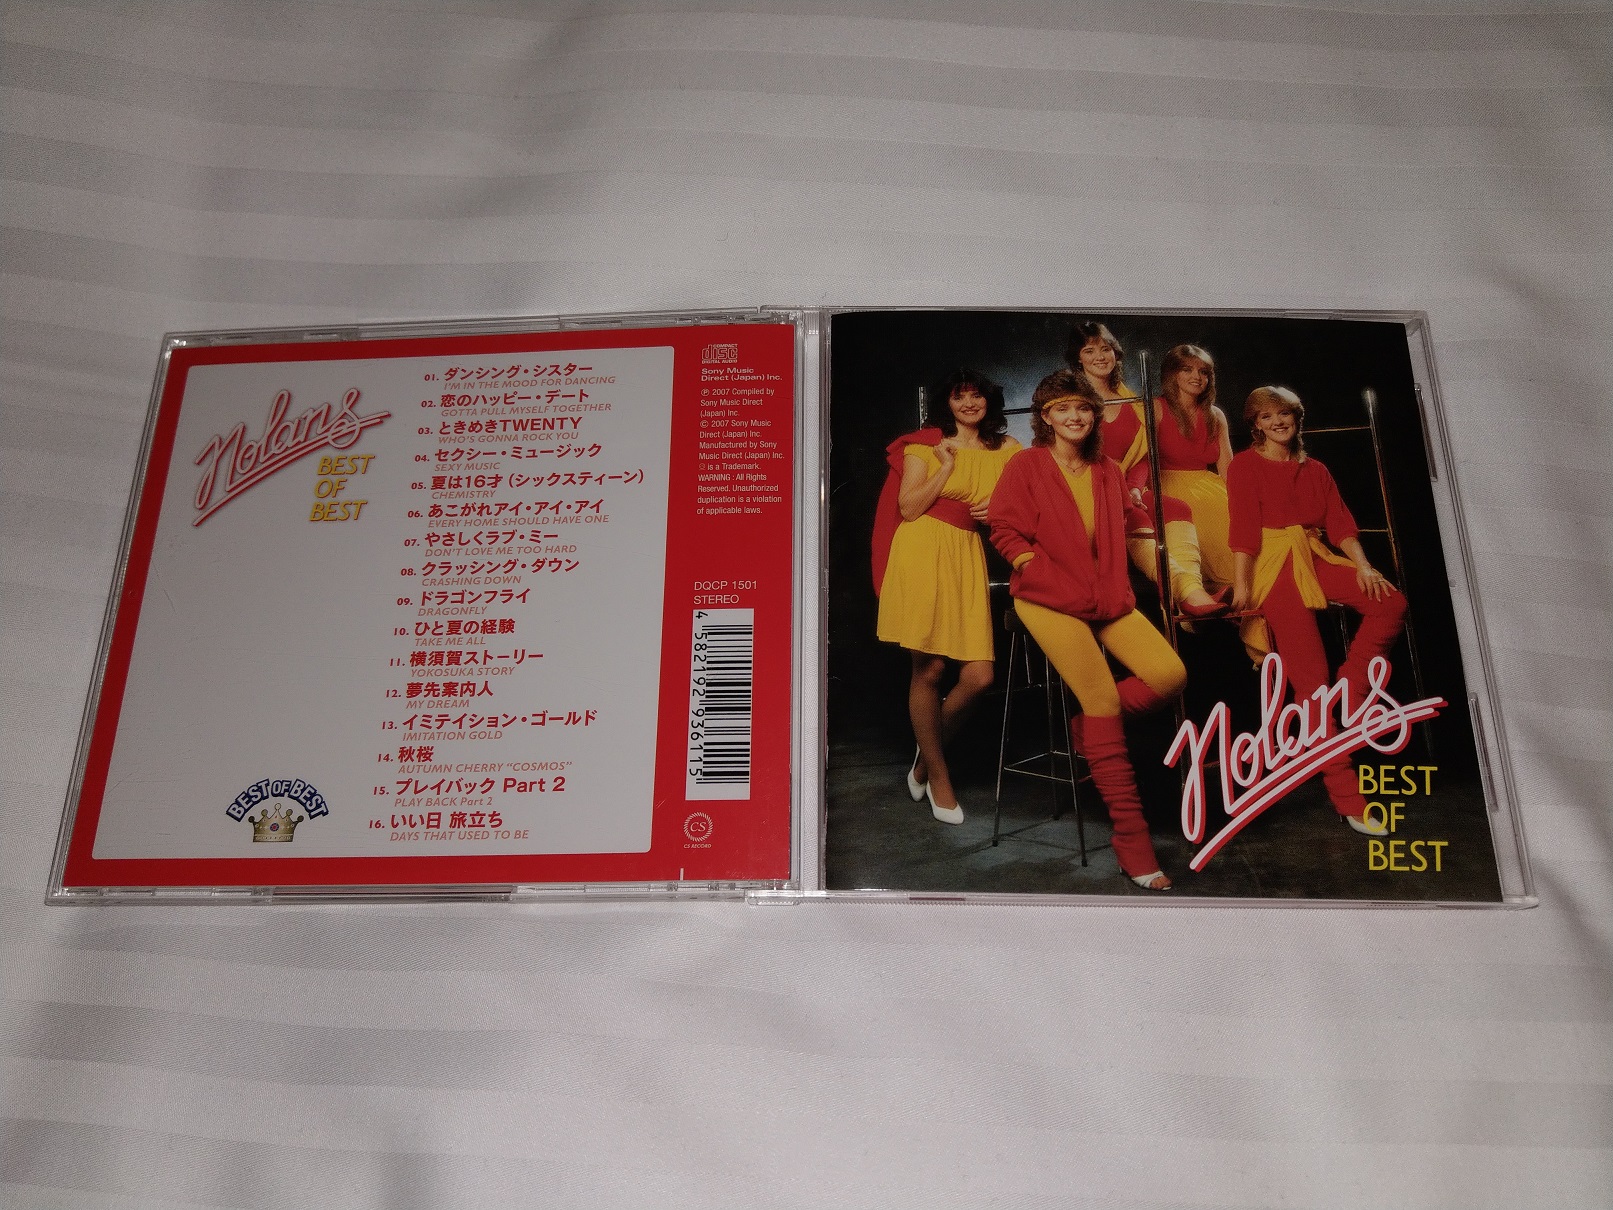 Nolans
BEST
OF
BEST
01. ダンシング・シスター
I'M IN THE MOOD FOR DANCING
02. 恋のハッピー・デート
GOTTA PULL MYSELF TOGETHER
03. ときめきTWENTY
WHO'S GONNA ROCK YOU
04. セクシー・ミュージック
SEXY MUSIC
05. 夏は16才（シックスティーン）
CHEMISTRY
06. あこがれアイ・アイ・アイ
EVERY HOME SHOULD HAVE ONE
07. やさしくラブ・ミー
DON'T LOVE ME TOO HARD
08. クラッシング・ダウン
CRASHING DOWN
09. ドラゴンフライ
DRAGONFLY
10. ひと夏の経験
TAKE ME ALL
11. 横須賀ストーリー
YOKOSUKA STORY
12. 夢先案内人
MY DREAM
13. イミテイション・ゴールド
IMITATION GOLD
14. 秋桜
AUTUMN CHERRY “COSMOS”
15. プレイバック Part 2
PLAY BACK Part 2
16. いい日 旅立ち
DAYS THAT USED TO BE
BEST OF BEST
COMPACT
disc
DIGITAL AUDIO
Sony Music
Direct (Japan) Inc.
℗ 2007 Compiled by
Sony Music Direct
(Japan) Inc.
© 2007 Sony Music
Direct (Japan) Inc.
Manufactured by Sony
Music Direct (Japan) Inc.
is a Trademark.
WARNING : All Rights
Reserved. Unauthorized
duplication is a violation
of applicable laws.
DQCP 1501
STEREO
4 582192 936115
CS
CS RECORD
Nolans
BEST
OF
BEST